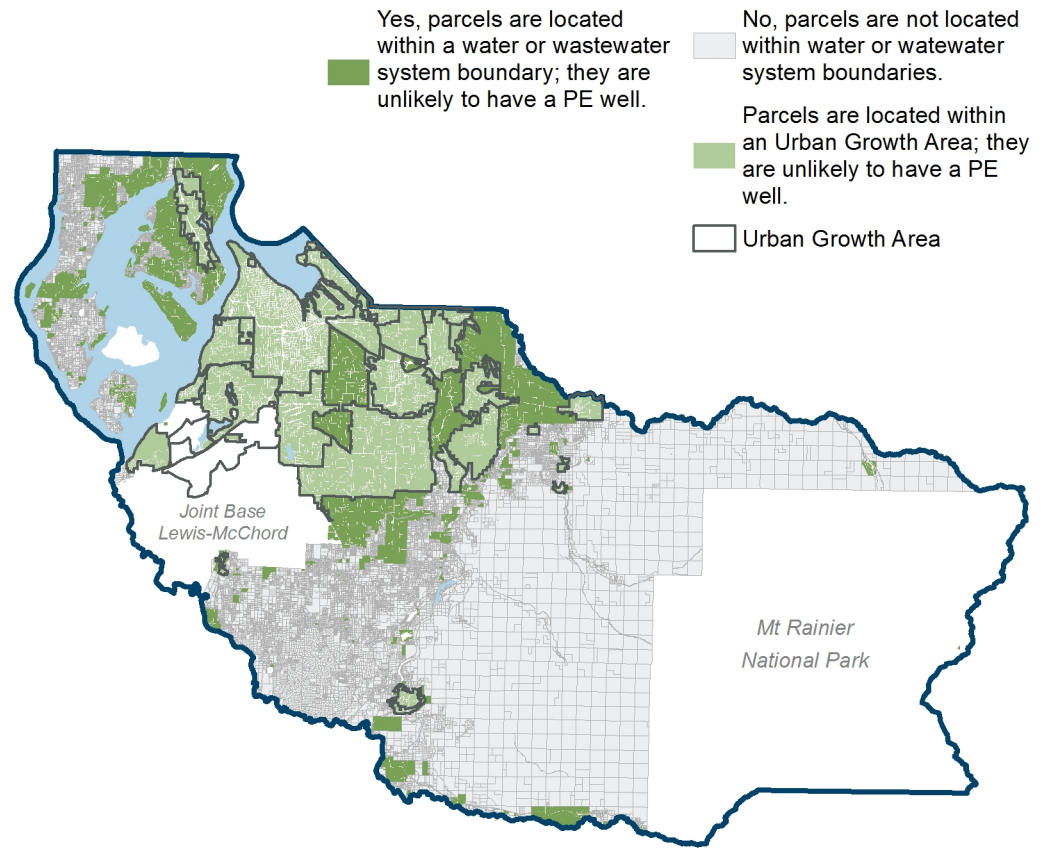 Yes, parcels are located
within a water or wastewater
system boundary; they are
unlikely to have a PE well.
No, parcels are not located
within water or watewater
system boundaries.
Parcels are located within
an Urban Growth Area; they
are unlikely to have a PE
well.
Urban Growth Area
Joint Base
Lewis-McChord
Mt Rainier
National Park